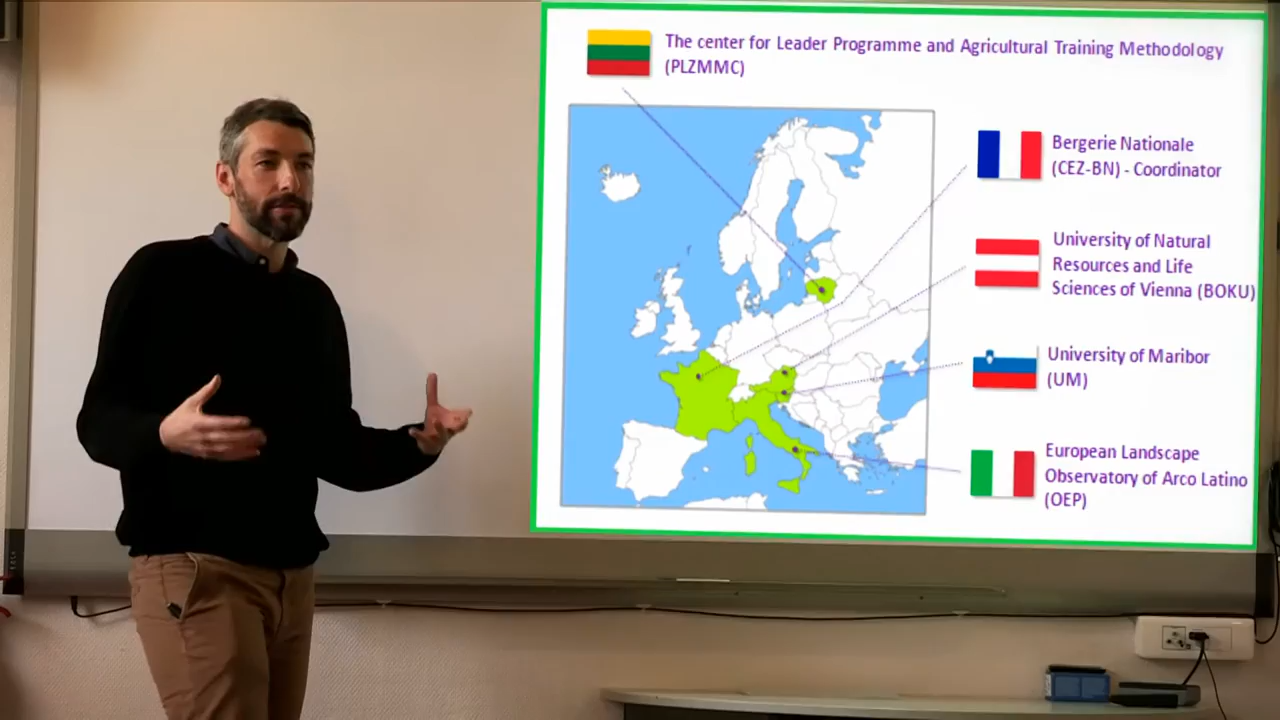 The center for Leader Programme and Agricultural Training Methodology
(PLZMMC)
Bergerie Nationale
(CEZ-BN) - Coordinator
University of Natural
Resources and Life
Sciences of Vienna (BOKU)
University of Maribor
(UM)
European Landscape
Observatory of Arco Latino
(OEP)